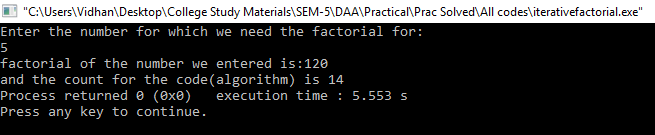 "C:\Users\Vidhan\Desktop\College Study Materials\SEM-5\DAA\Practical\Prac Solved\All codes\iterativefactorial.exe"
Enter the number for which we need the factorial for:
5
factorial of the number we entered is:120
and the count for the code(algorithm) is 14
Process returned 0 (0x0)   execution time : 5.553 s
Press any key to continue.